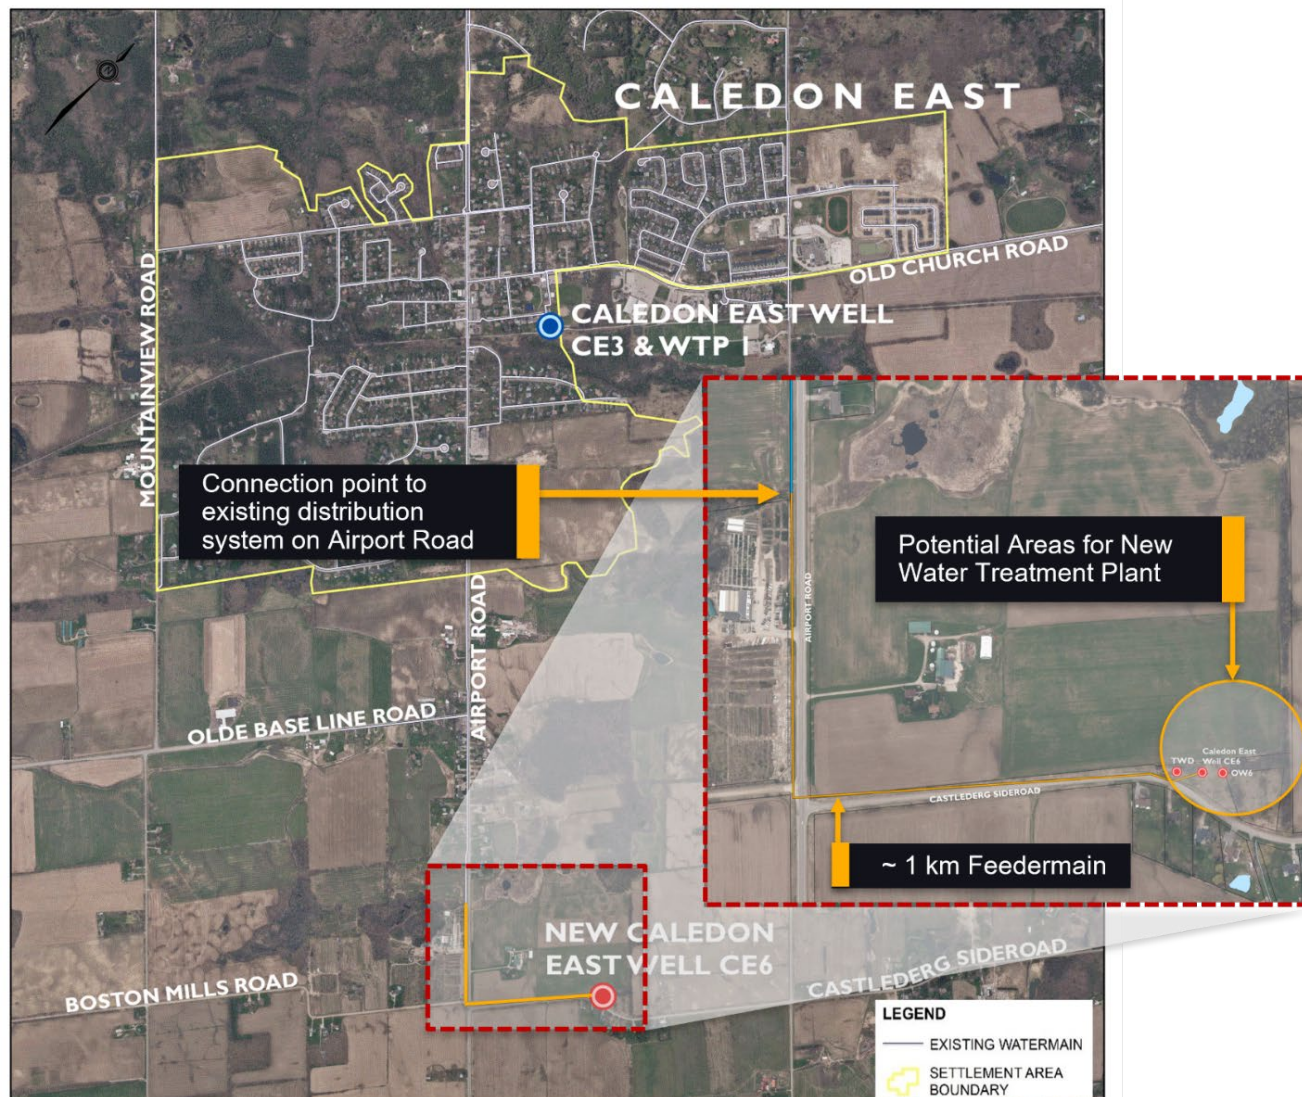 CALEDON EAST
OLD CHURCH ROAD
MOUNTAINVIEW ROAD
CALEDON EAST WELL
CE3 & WTP 1
Connection point to
existing distribution
system on Airport Road
Potential Areas for New
Water Treatment Plant
AIRPORT ROAD
AIRPORT ROAD
OLDE BASE LINE ROAD
Caledon East
TWD
Well CE6
OW6
CASTLEDERG SIDEROAD
~ 1 km Feedermain
NEW CALEDON
EAST WELL CE6
CASTLEDERG SIDEROAD
BOSTON MILLS ROAD
LEGEND
EXISTING WATERMAIN
SETTLEMENT AREA
BOUNDARY